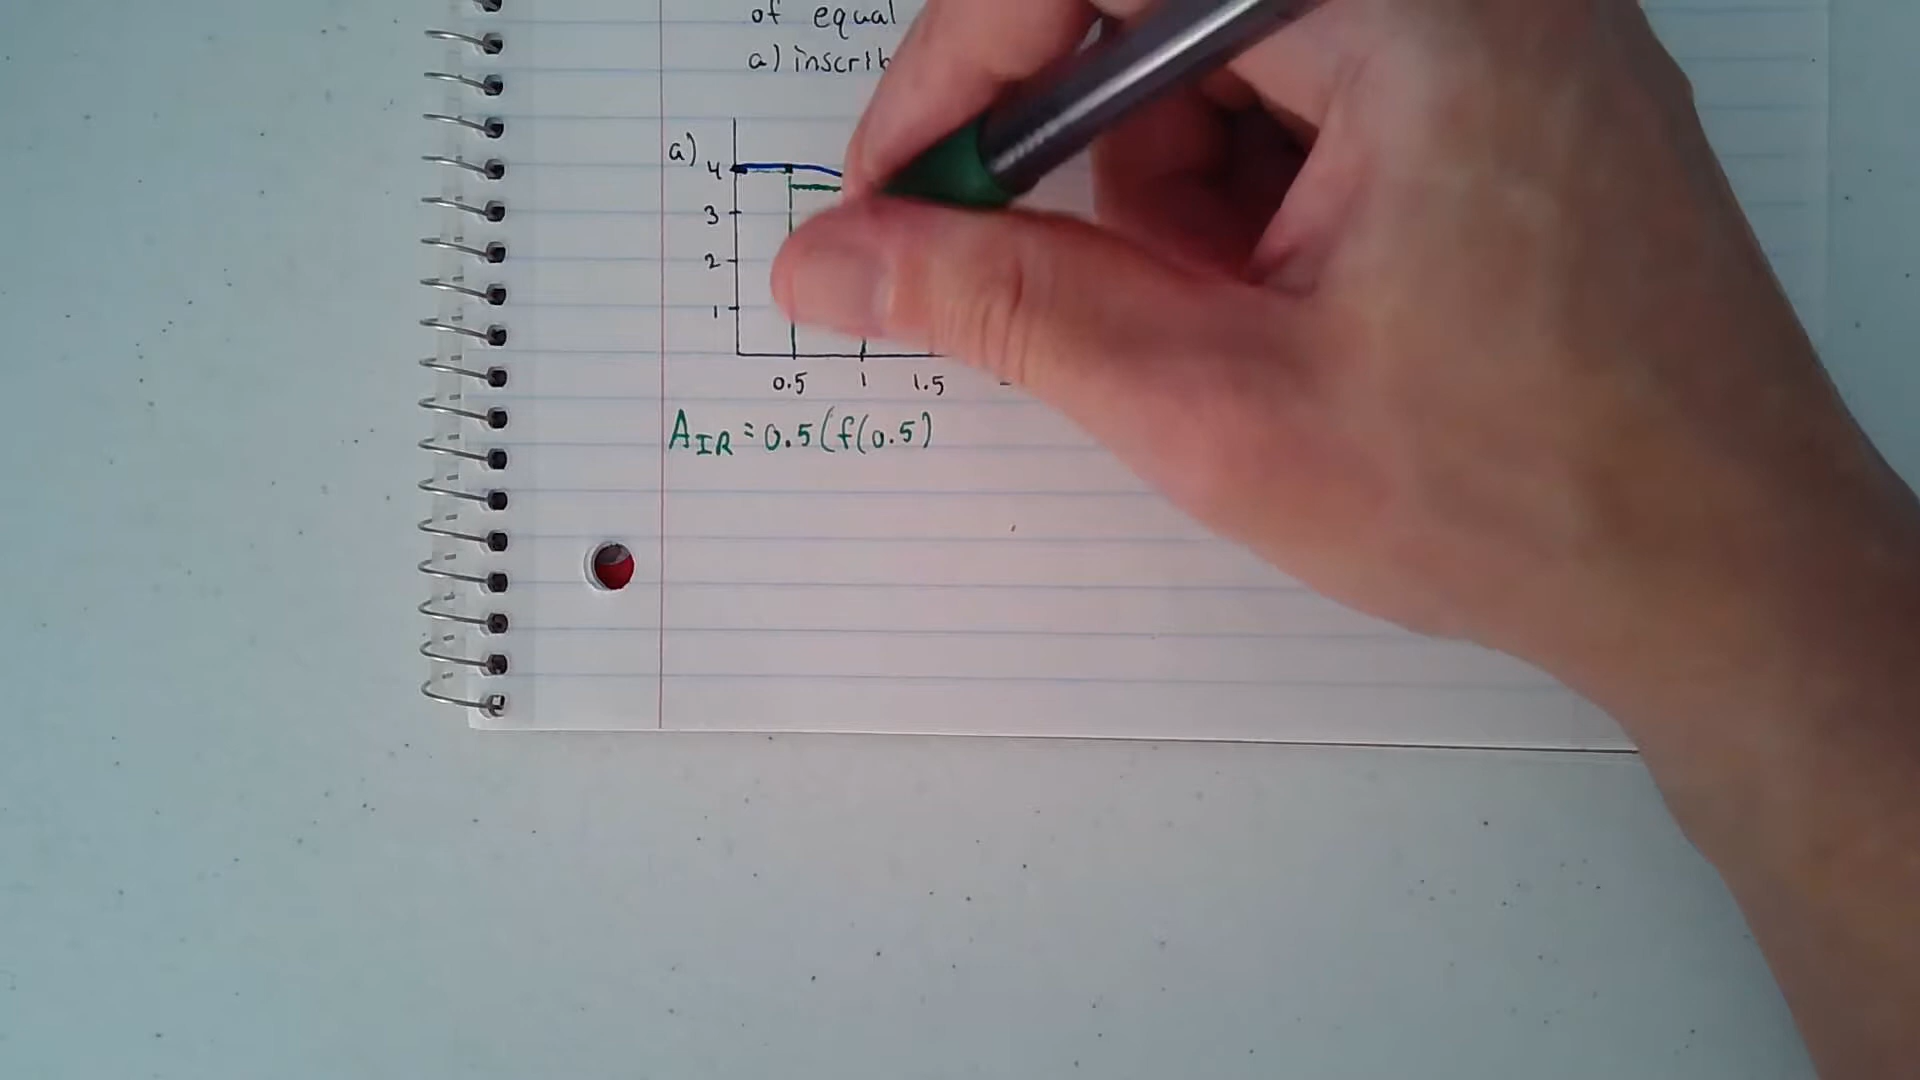 of equal
a) inscrib
a)
4
3
2
1
0.5 1 1.5
A_IR = 0.5(f(0.5)